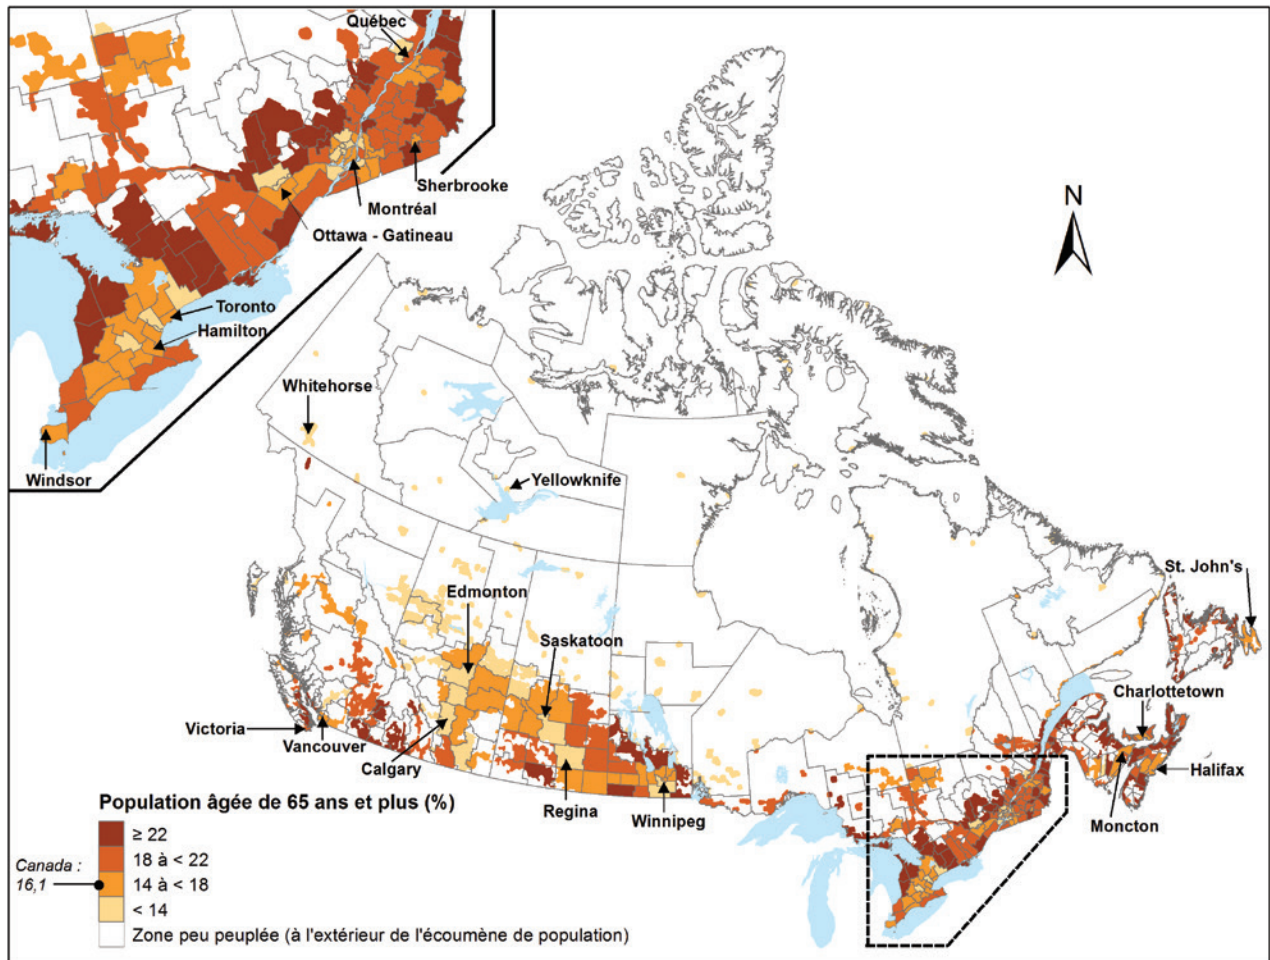 Québec
Sherbrooke
Montréal
Ottawa - Gatineau
Toronto
Hamilton
Windsor
N
Whitehorse
Yellowknife
Edmonton
Saskatoon
St. John's
Charlottetown
Victoria
Vancouver
Calgary
Regina
Winnipeg
Halifax
Moncton
Population âgée de 65 ans et plus (%)
≥ 22
18 à < 22
Canada :
16,1
14 à < 18
< 14
Zone peu peuplée (à l'extérieur de l'écoumène de population)